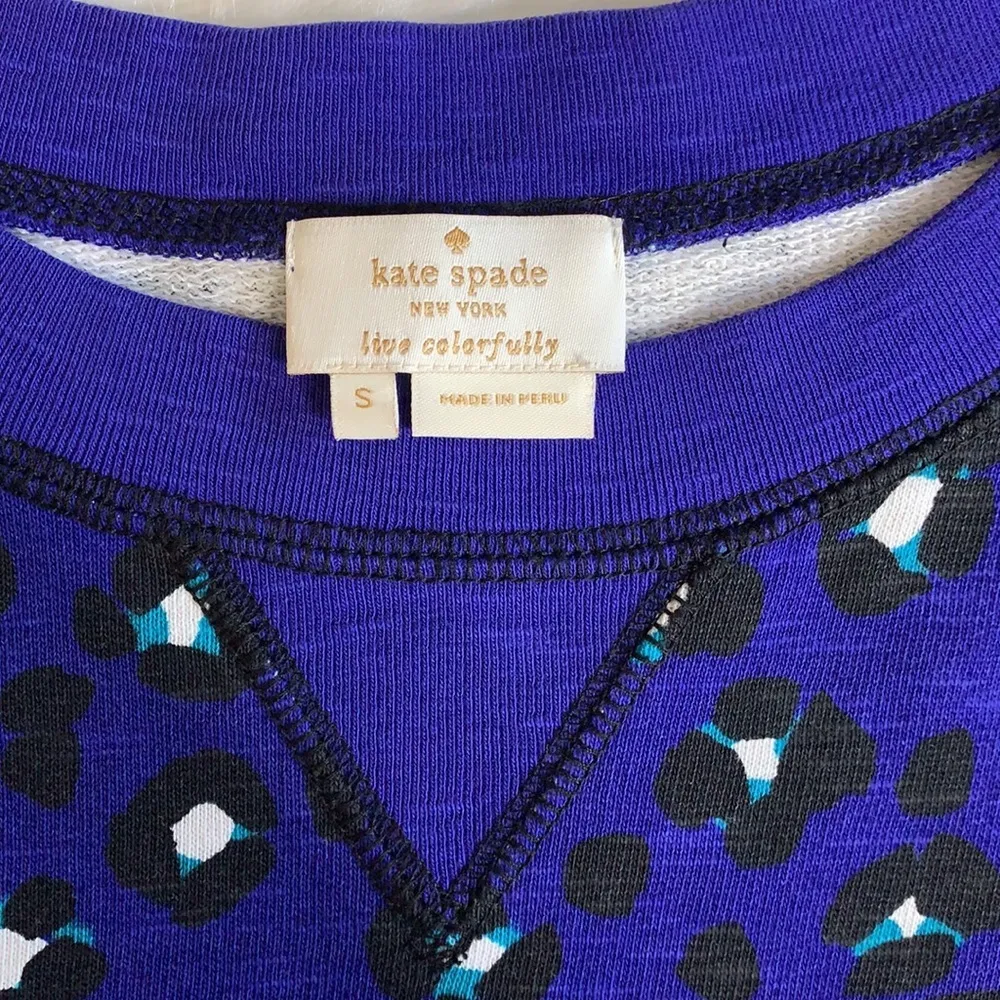 kate spade
NEW YORK
live colorfully
S
MADE IN PERU